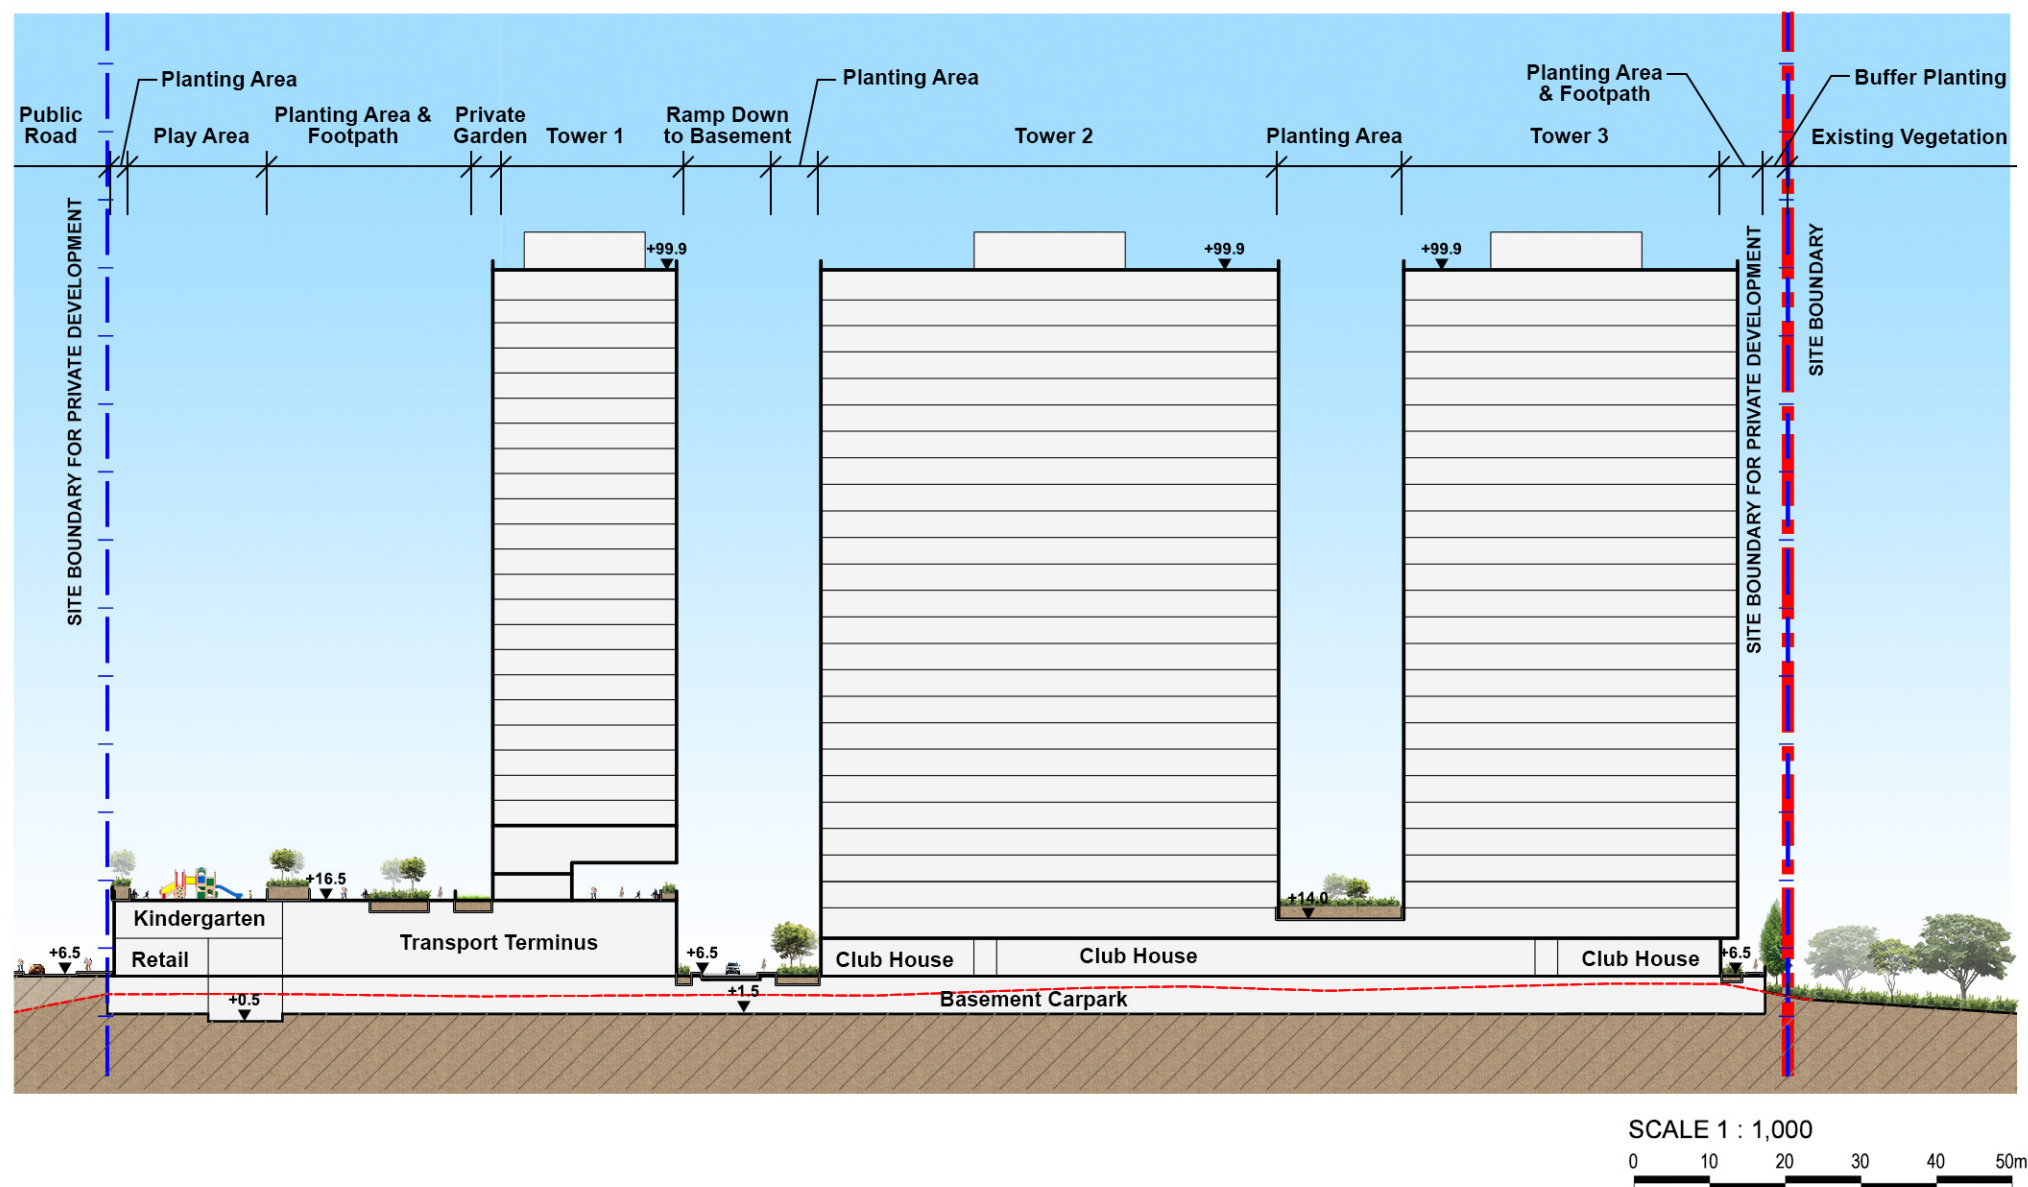 Planting Area
Planting Area
Planting Area
& Footpath
Buffer Planting
Public
Road
Play Area
Planting Area &
Footpath
Private
Garden
Tower 1
Ramp Down
to Basement
Tower 2
Planting Area
Tower 3
Existing Vegetation
SITE BOUNDARY FOR PRIVATE DEVELOPMENT
SITE BOUNDARY FOR PRIVATE DEVELOPMENT
SITE BOUNDARY
+99.9
+99.9
+99.9
+16.5
+14.0
Kindergarten
Transport Terminus
Retail
Club House
Club House
Club House
+6.5
+6.5
+6.5
+0.5
+1.5
Basement Carpark
SCALE 1 : 1,000
0 10 20 30 40 50m